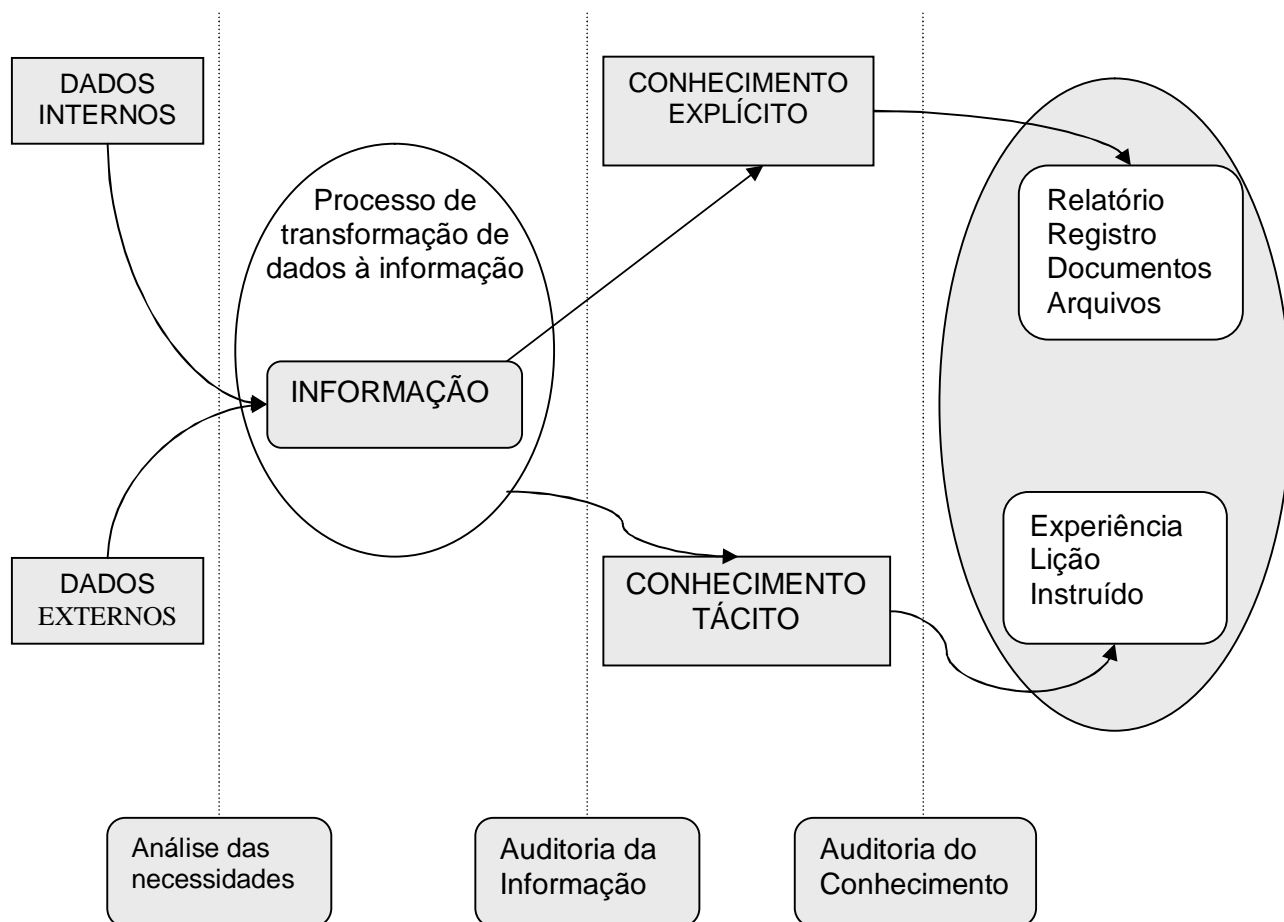 DADOS
INTERNOS
CONHECIMENTO
EXPLÍCITO
Processo de
transformação de
dados à informação
Relatório
Registro
Documentos
Arquivos
INFORMAÇÃO
Experiência
Lição
Instruído
DADOS
EXTERNOS
CONHECIMENTO
TÁCITO
Análise das
necessidades
Auditoria da
Informação
Auditoria do
Conhecimento